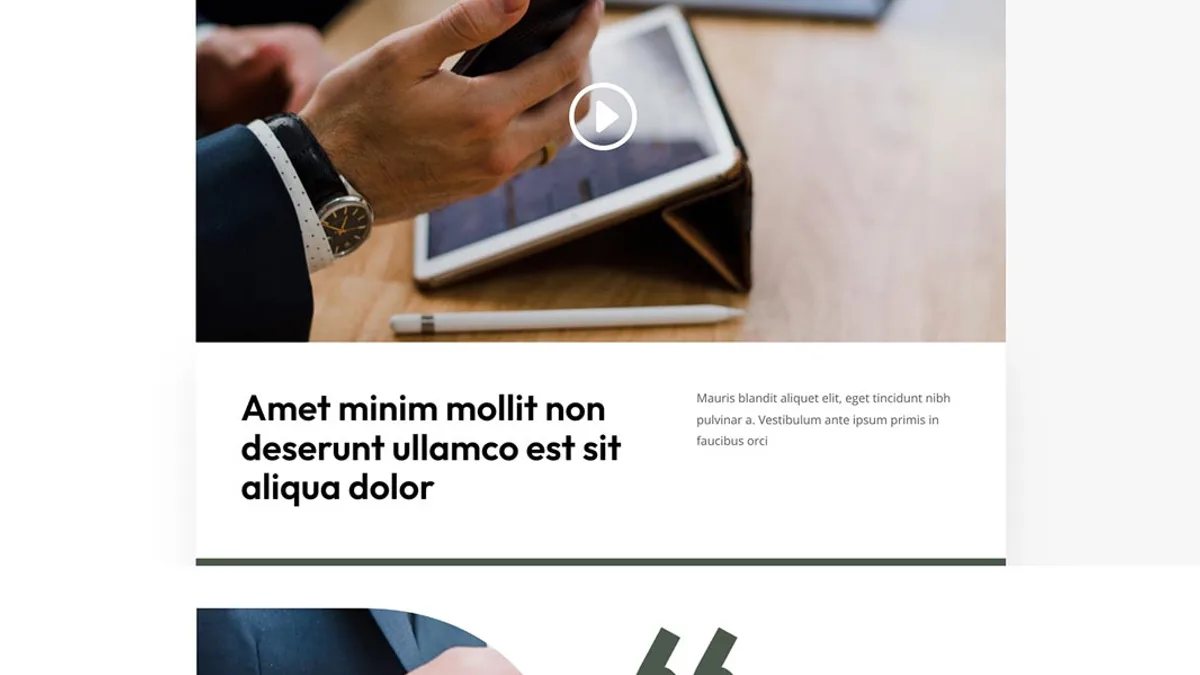 Amet minim mollit non
deserunt ullamco est sit
aliqua dolor
Mauris blandit aliquet elit, eget tincidunt nibh
pulvinar a. Vestibulum ante ipsum primis in
faucibus orci
“